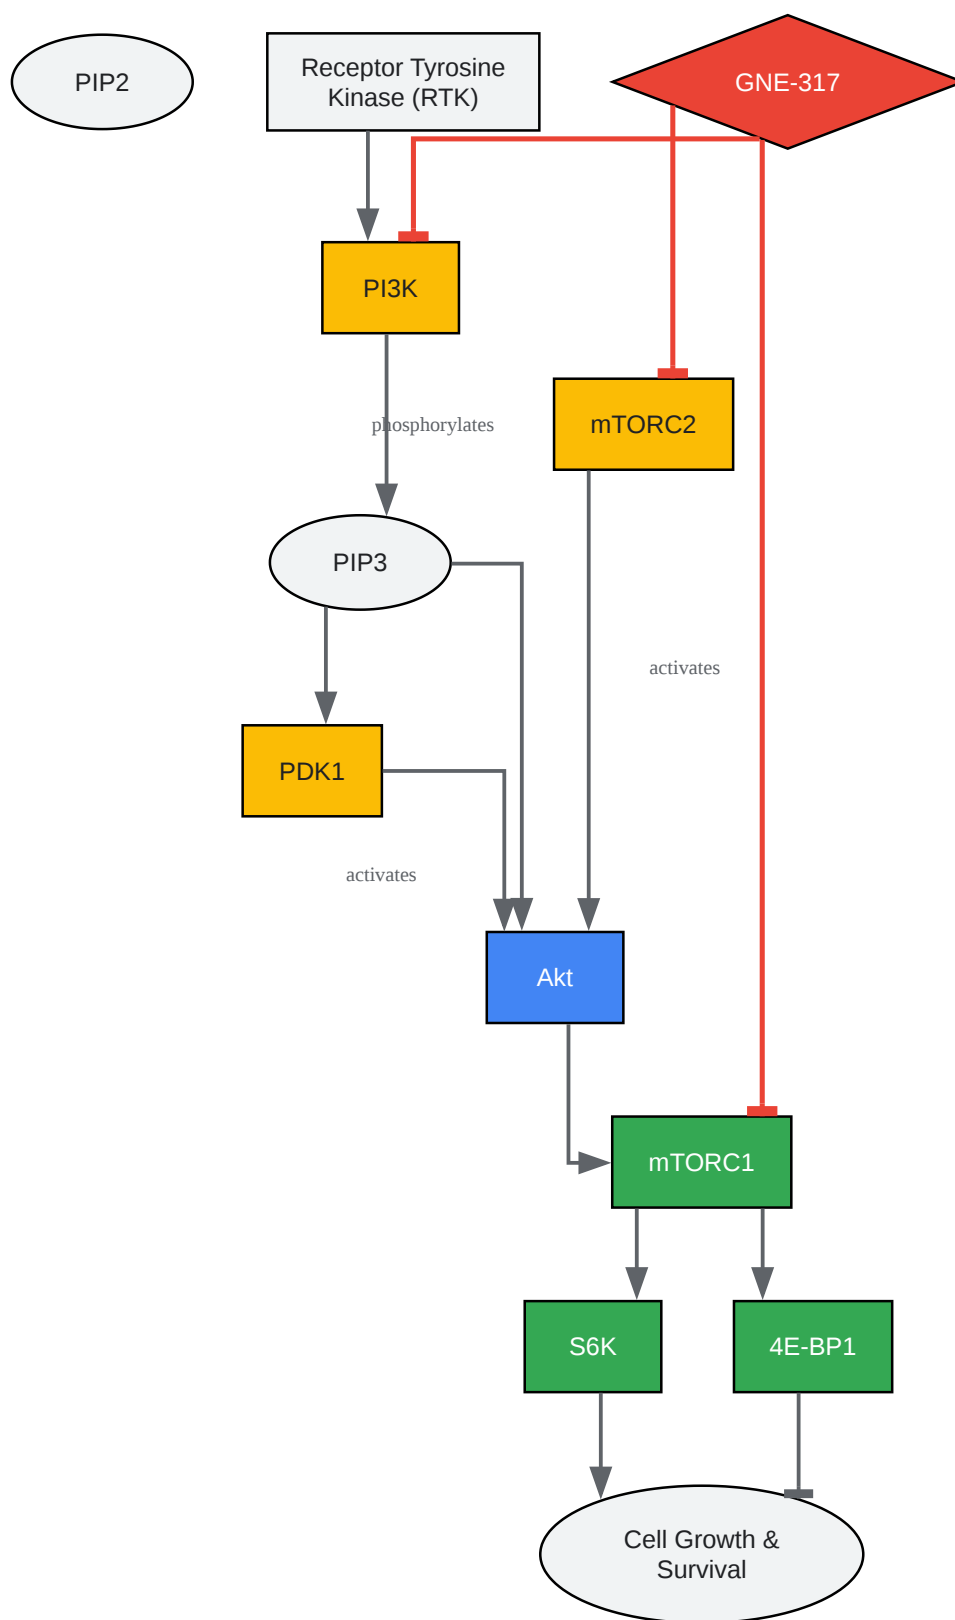 PIP2
Receptor Tyrosine
Kinase (RTK)
GNE-317
PI3K
phosphorylates
mTORC2
PIP3
activates
PDK1
activates
Akt
mTORC1
S6K
4E-BP1
Cell Growth &
Survival